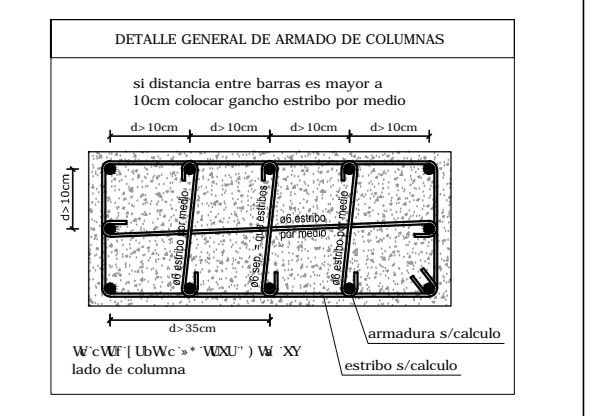 DETALLE GENERAL DE ARMADO DE COLUMNAS
si distancia entre barras es mayor a
10cm colocar gancho estribo por medio
d>10cm
d>10cm
d>10cm
d>10cm
d>10cm
ø6 estribo por medio
ø6 sep. = que estribos
ø6 estribo
por medio
ø6 estribo por medio
d>35cm
armadura s/calculo
lado de columna
estribo s/calculo